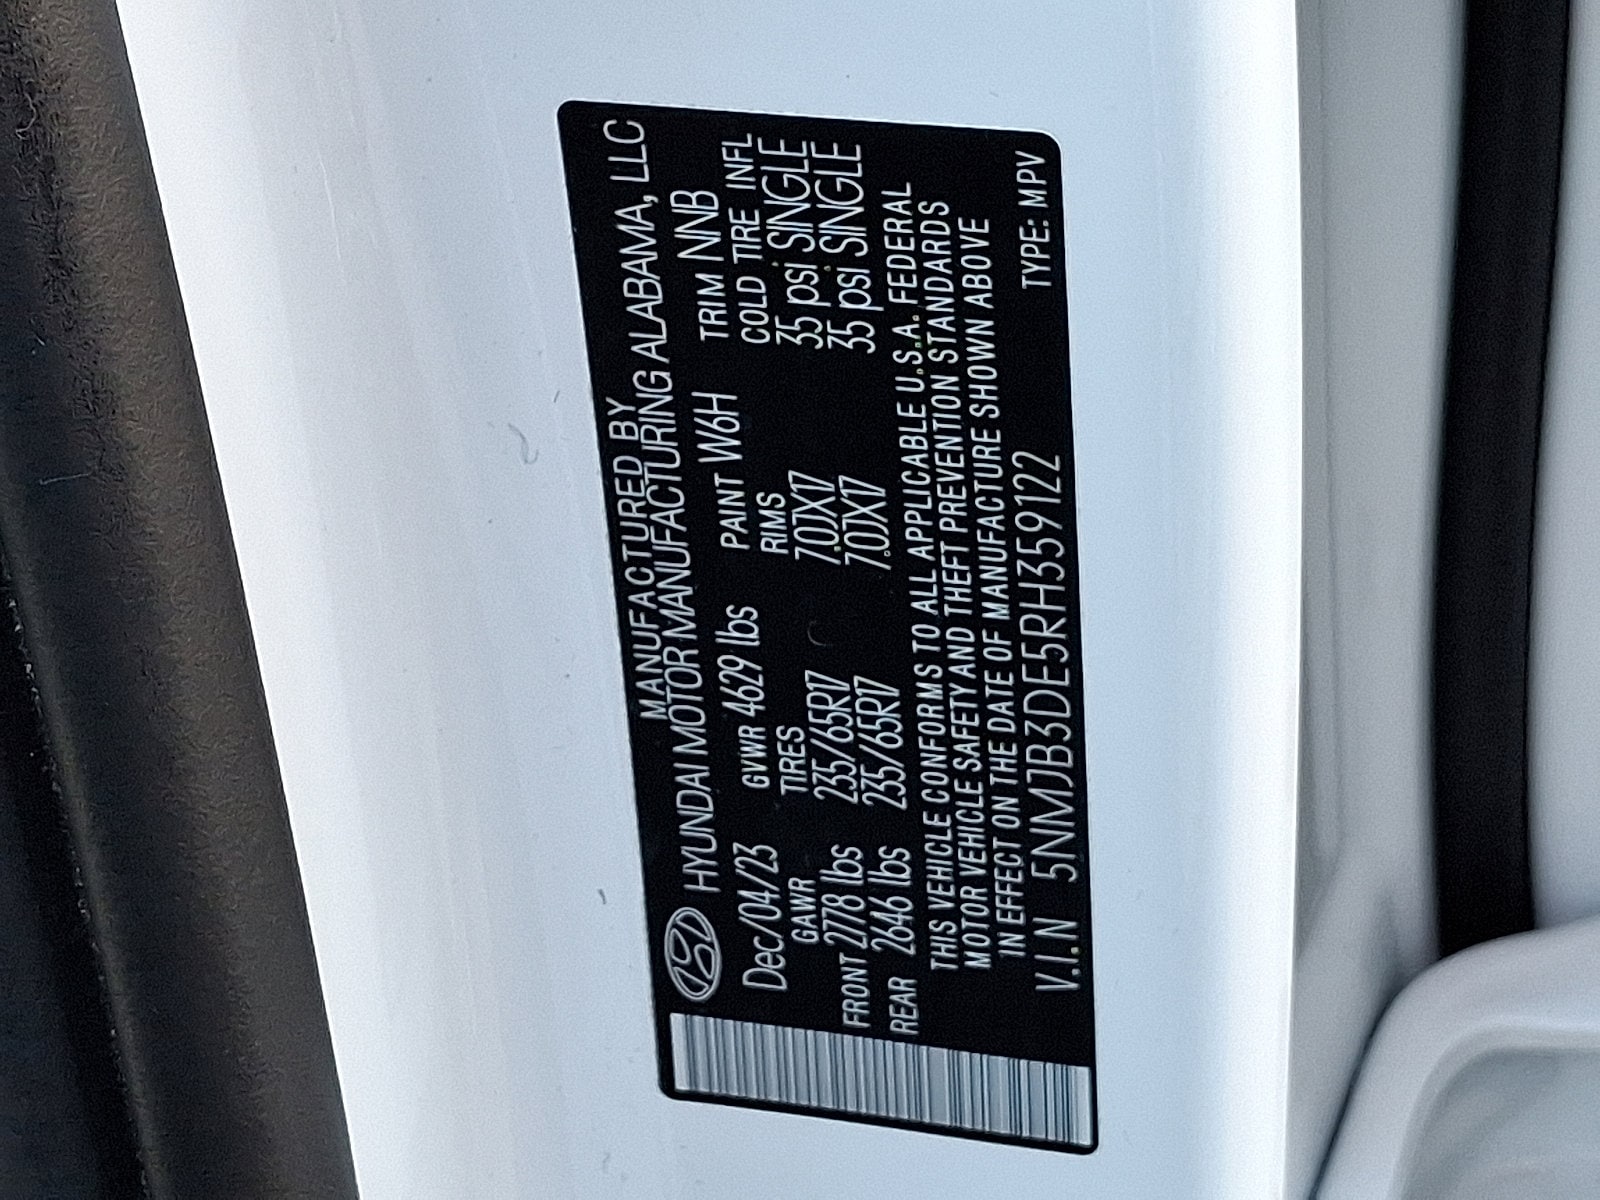 MANUFACTURED BY
HYUNDAI MOTOR MANUFACTURING ALABAMA, LLC
Dec/04/23 GVWR 4629 lbs PAINT W6H TRIM NNB
GAWR TIRES RIMS COLD TIRE INFL
FRONT 2778 lbs 235/65R17 7.0JX17 35 psi SINGLE
REAR 2646 lbs 235/65R17 7.0JX17 35 psi SINGLE
THIS VEHICLE CONFORMS TO ALL APPLICABLE U.S.A. FEDERAL
MOTOR VEHICLE SAFETY AND THEFT PREVENTION STANDARDS
IN EFFECT ON THE DATE OF MANUFACTURE SHOWN ABOVE
V.I.N 5NMJB3DE5RH359122 TYPE: MPV